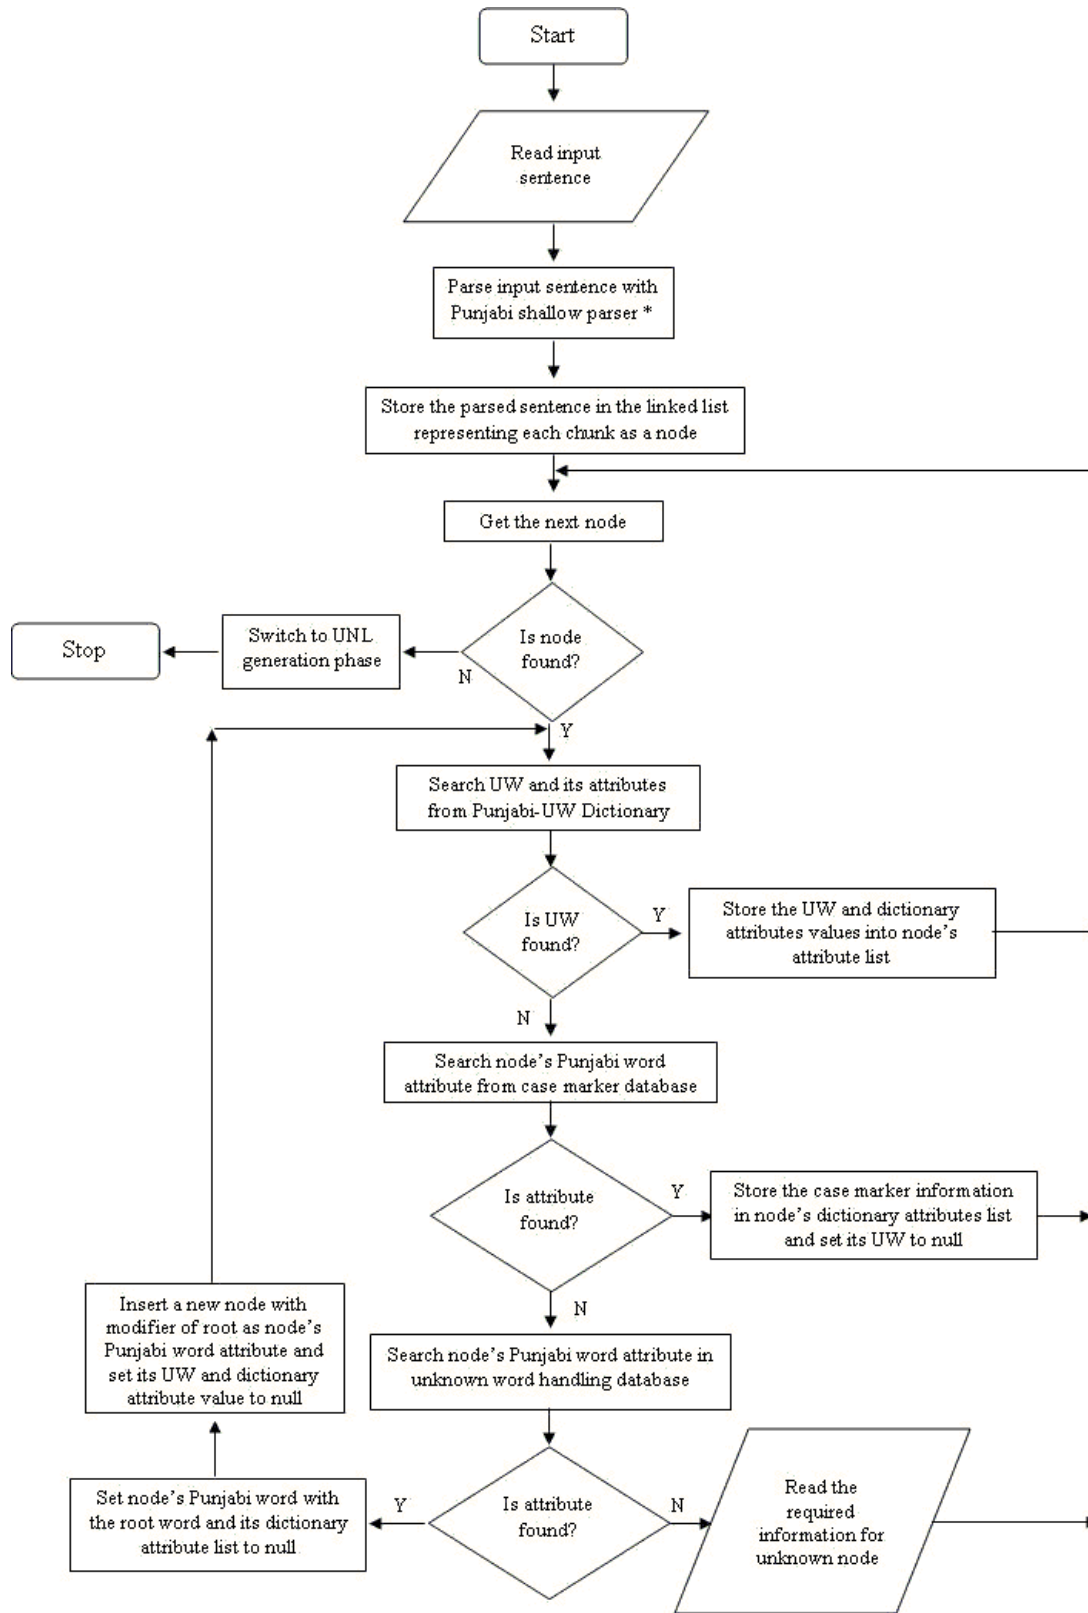 Start
Read input
sentence
Parse input sentence with
Punjabi shallow parser *
Store the parsed sentence in the linked list
representing each chunk as a node
Get the next node
Is node
found?
N
Switch to UNL
generation phase
Stop
Y
Search UW and its attributes
from Punjabi-UW Dictionary
Is UW
found?
Y
Store the UW and dictionary
attributes values into node's
attribute list
N
Search node's Punjabi word
attribute from case marker database
Is attribute
found?
Y
Store the case marker information
in node's dictionary attributes list
and set its UW to null
N
Search node's Punjabi word attribute in
unknown word handling database
Is attribute
found?
N
Read the
required
information for
unknown node
Y
Set node's Punjabi word with
the root word and its dictionary
attribute list to null
Insert a new node with
modifier of root as node's
Punjabi word attribute and
set its UW and dictionary
attribute value to null